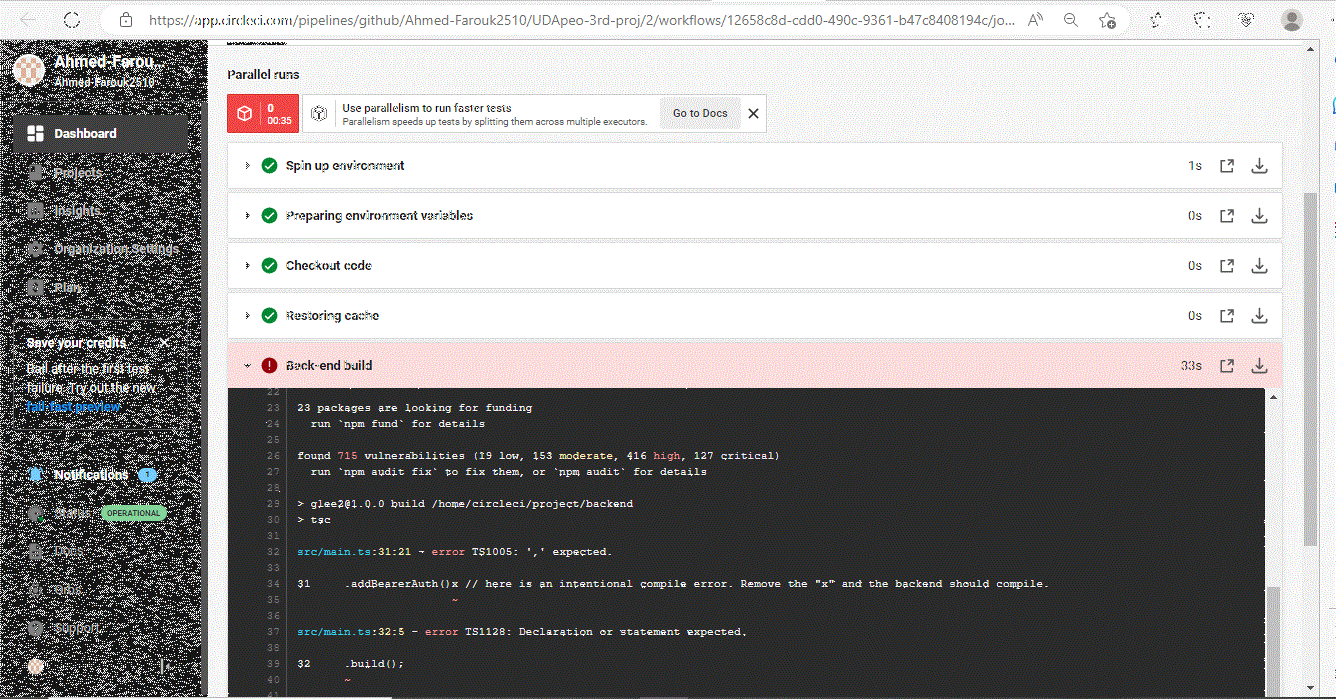 https://app.circleci.com/pipelines/github/Ahmed-Farouk2510/UDApeo-3rd-proj/2/workflows/12658c8d-cdd0-490c-9361-b47c8408194c/jo...
Ahmed-Farou...
Ahmed-Farouk2510
Dashboard
Projects
Insights
Organization Settings
Plan
Save your credits
Bail after the first test
failure. Try out the new
fail-fast preview
Notifications 1
Status OPERATIONAL
Docs
Orbs
Support
Parallel runs
0
00:35
Use parallelism to run faster tests
Parallelism speeds up tests by splitting them across multiple executors.
Go to Docs
Spin up environment 1s
Preparing environment variables 0s
Checkout code 0s
Restoring cache 0s
Back-end build 33s
22
23 23 packages are looking for funding
24 run `npm fund` for details
25
26 found 715 vulnerabilities (19 low, 153 moderate, 416 high, 127 critical)
27 run `npm audit fix` to fix them, or `npm audit` for details
28
29 > glee2@1.0.0 build /home/circleci/project/backend
30 > tsc
31
32 src/main.ts:31:21 - error TS1005: ',' expected.
33
34 31 .addBearerAuth()x // here is an intentional compile error. Remove the "x" and the backend should compile.
35 ~
36
37 src/main.ts:32:5 - error TS1128: Declaration or statement expected.
38
39 32 .build();
40 ~
41